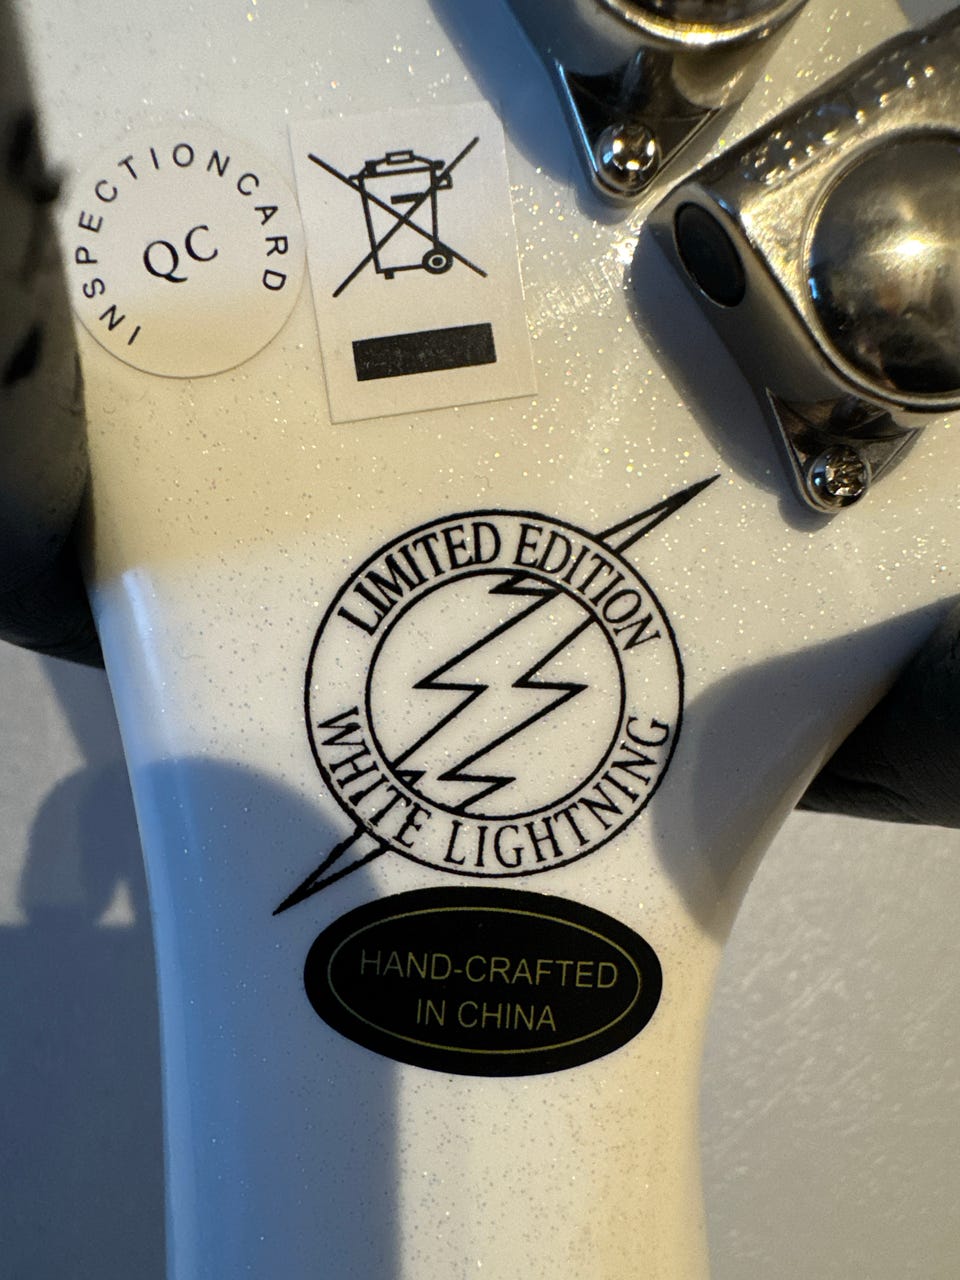 INSPECTIONCARD
QC
LIMITED EDITION
WHITE LIGHTNING
HAND-CRAFTED
IN CHINA